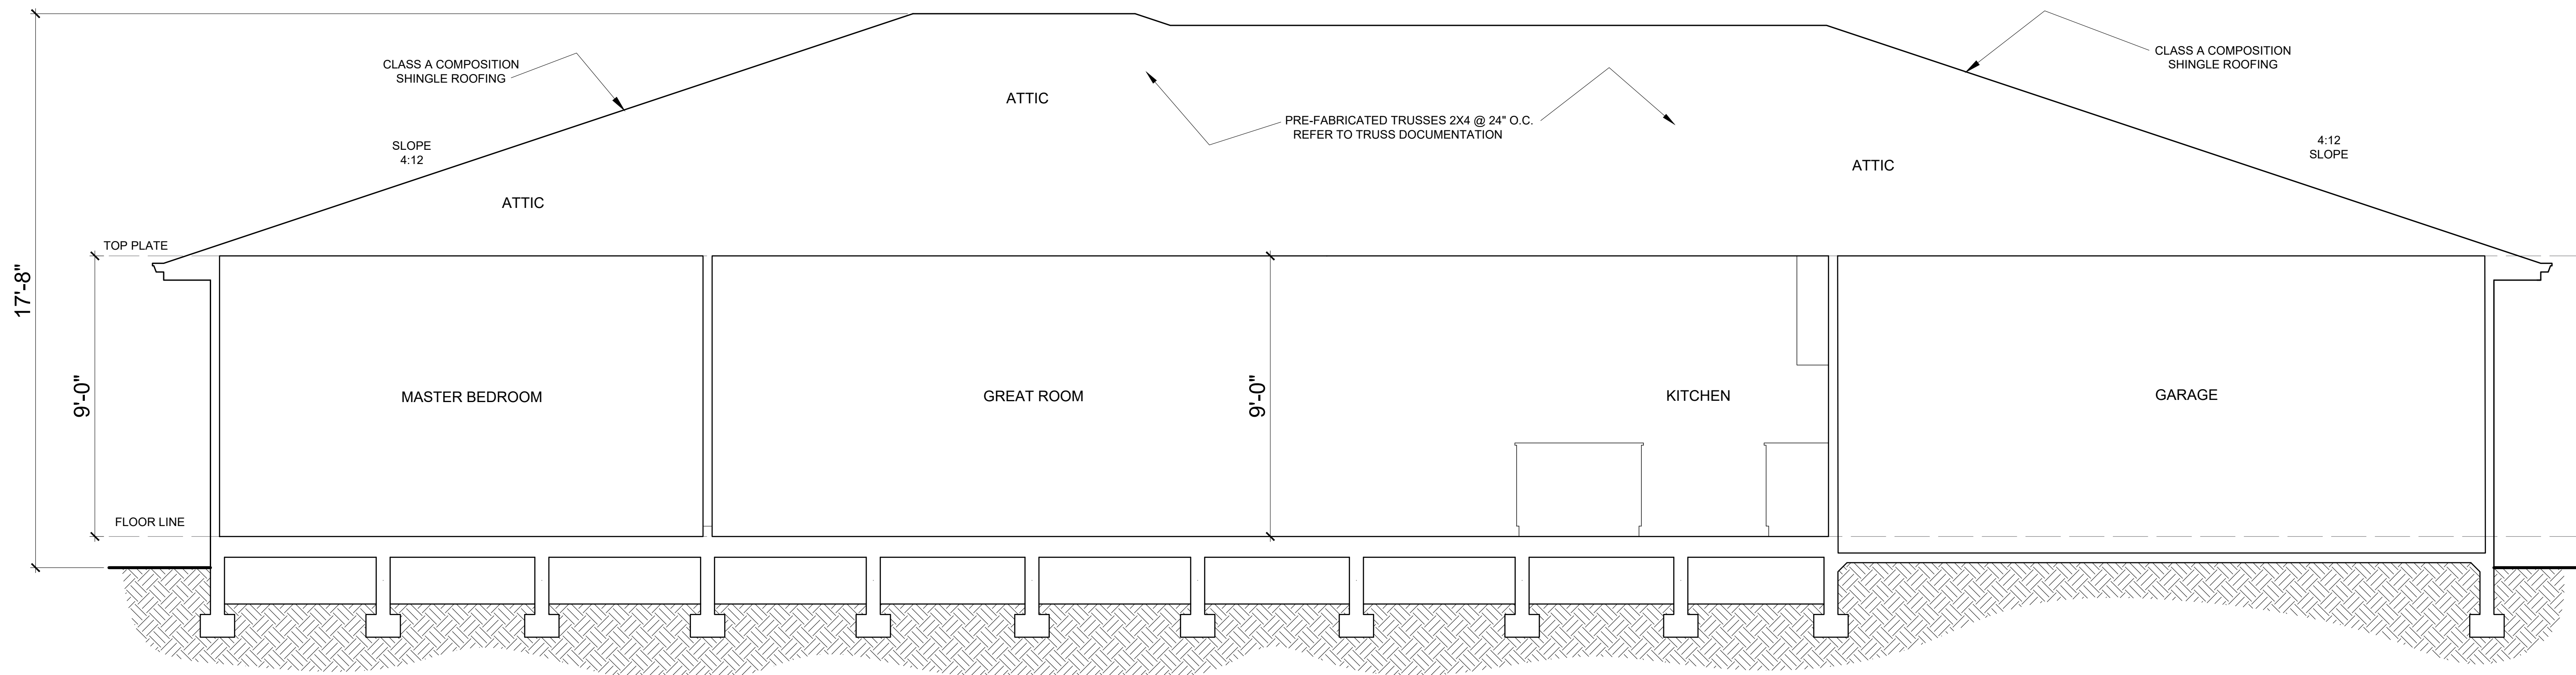 CLASS A COMPOSITION
SHINGLE ROOFING
CLASS A COMPOSITION
SHINGLE ROOFING
ATTIC
PRE-FABRICATED TRUSSES 2X4 @ 24" O.C.
REFER TO TRUSS DOCUMENTATION
SLOPE
4:12
4:12
SLOPE
ATTIC
ATTIC
TOP PLATE
17'-8"
9'-0"
MASTER BEDROOM
GREAT ROOM
9'-0"
KITCHEN
GARAGE
FLOOR LINE